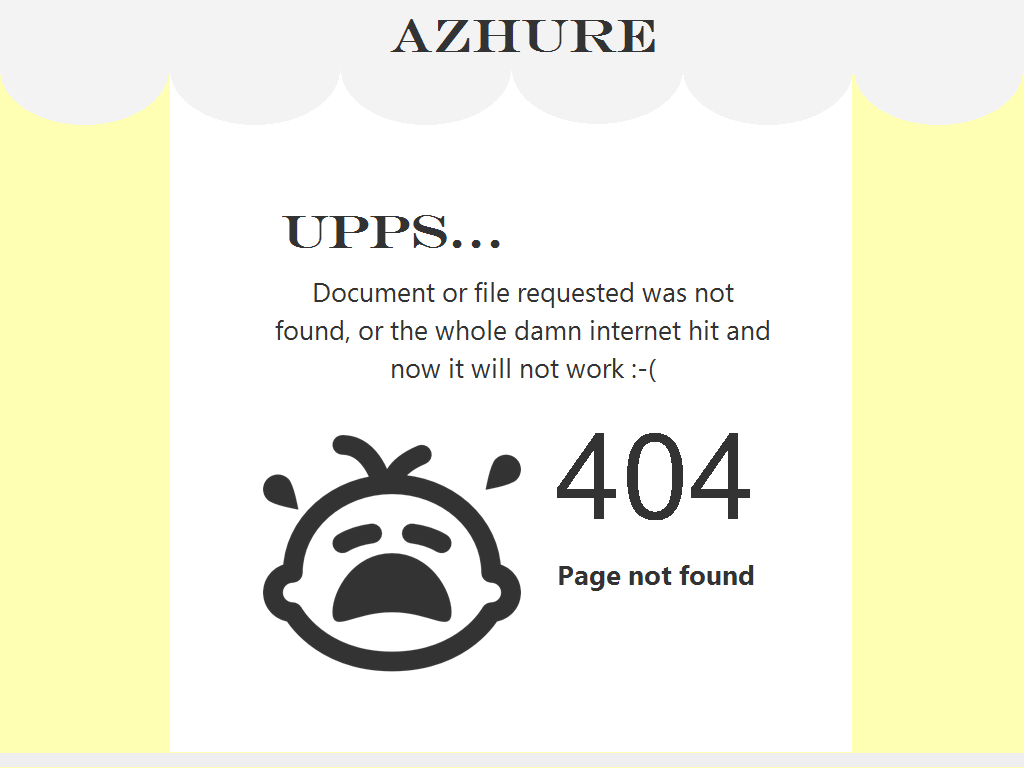 AZHURE
UPPS...
Document or file requested was not
found, or the whole damn internet hit and
now it will not work :-(
404
Page not found